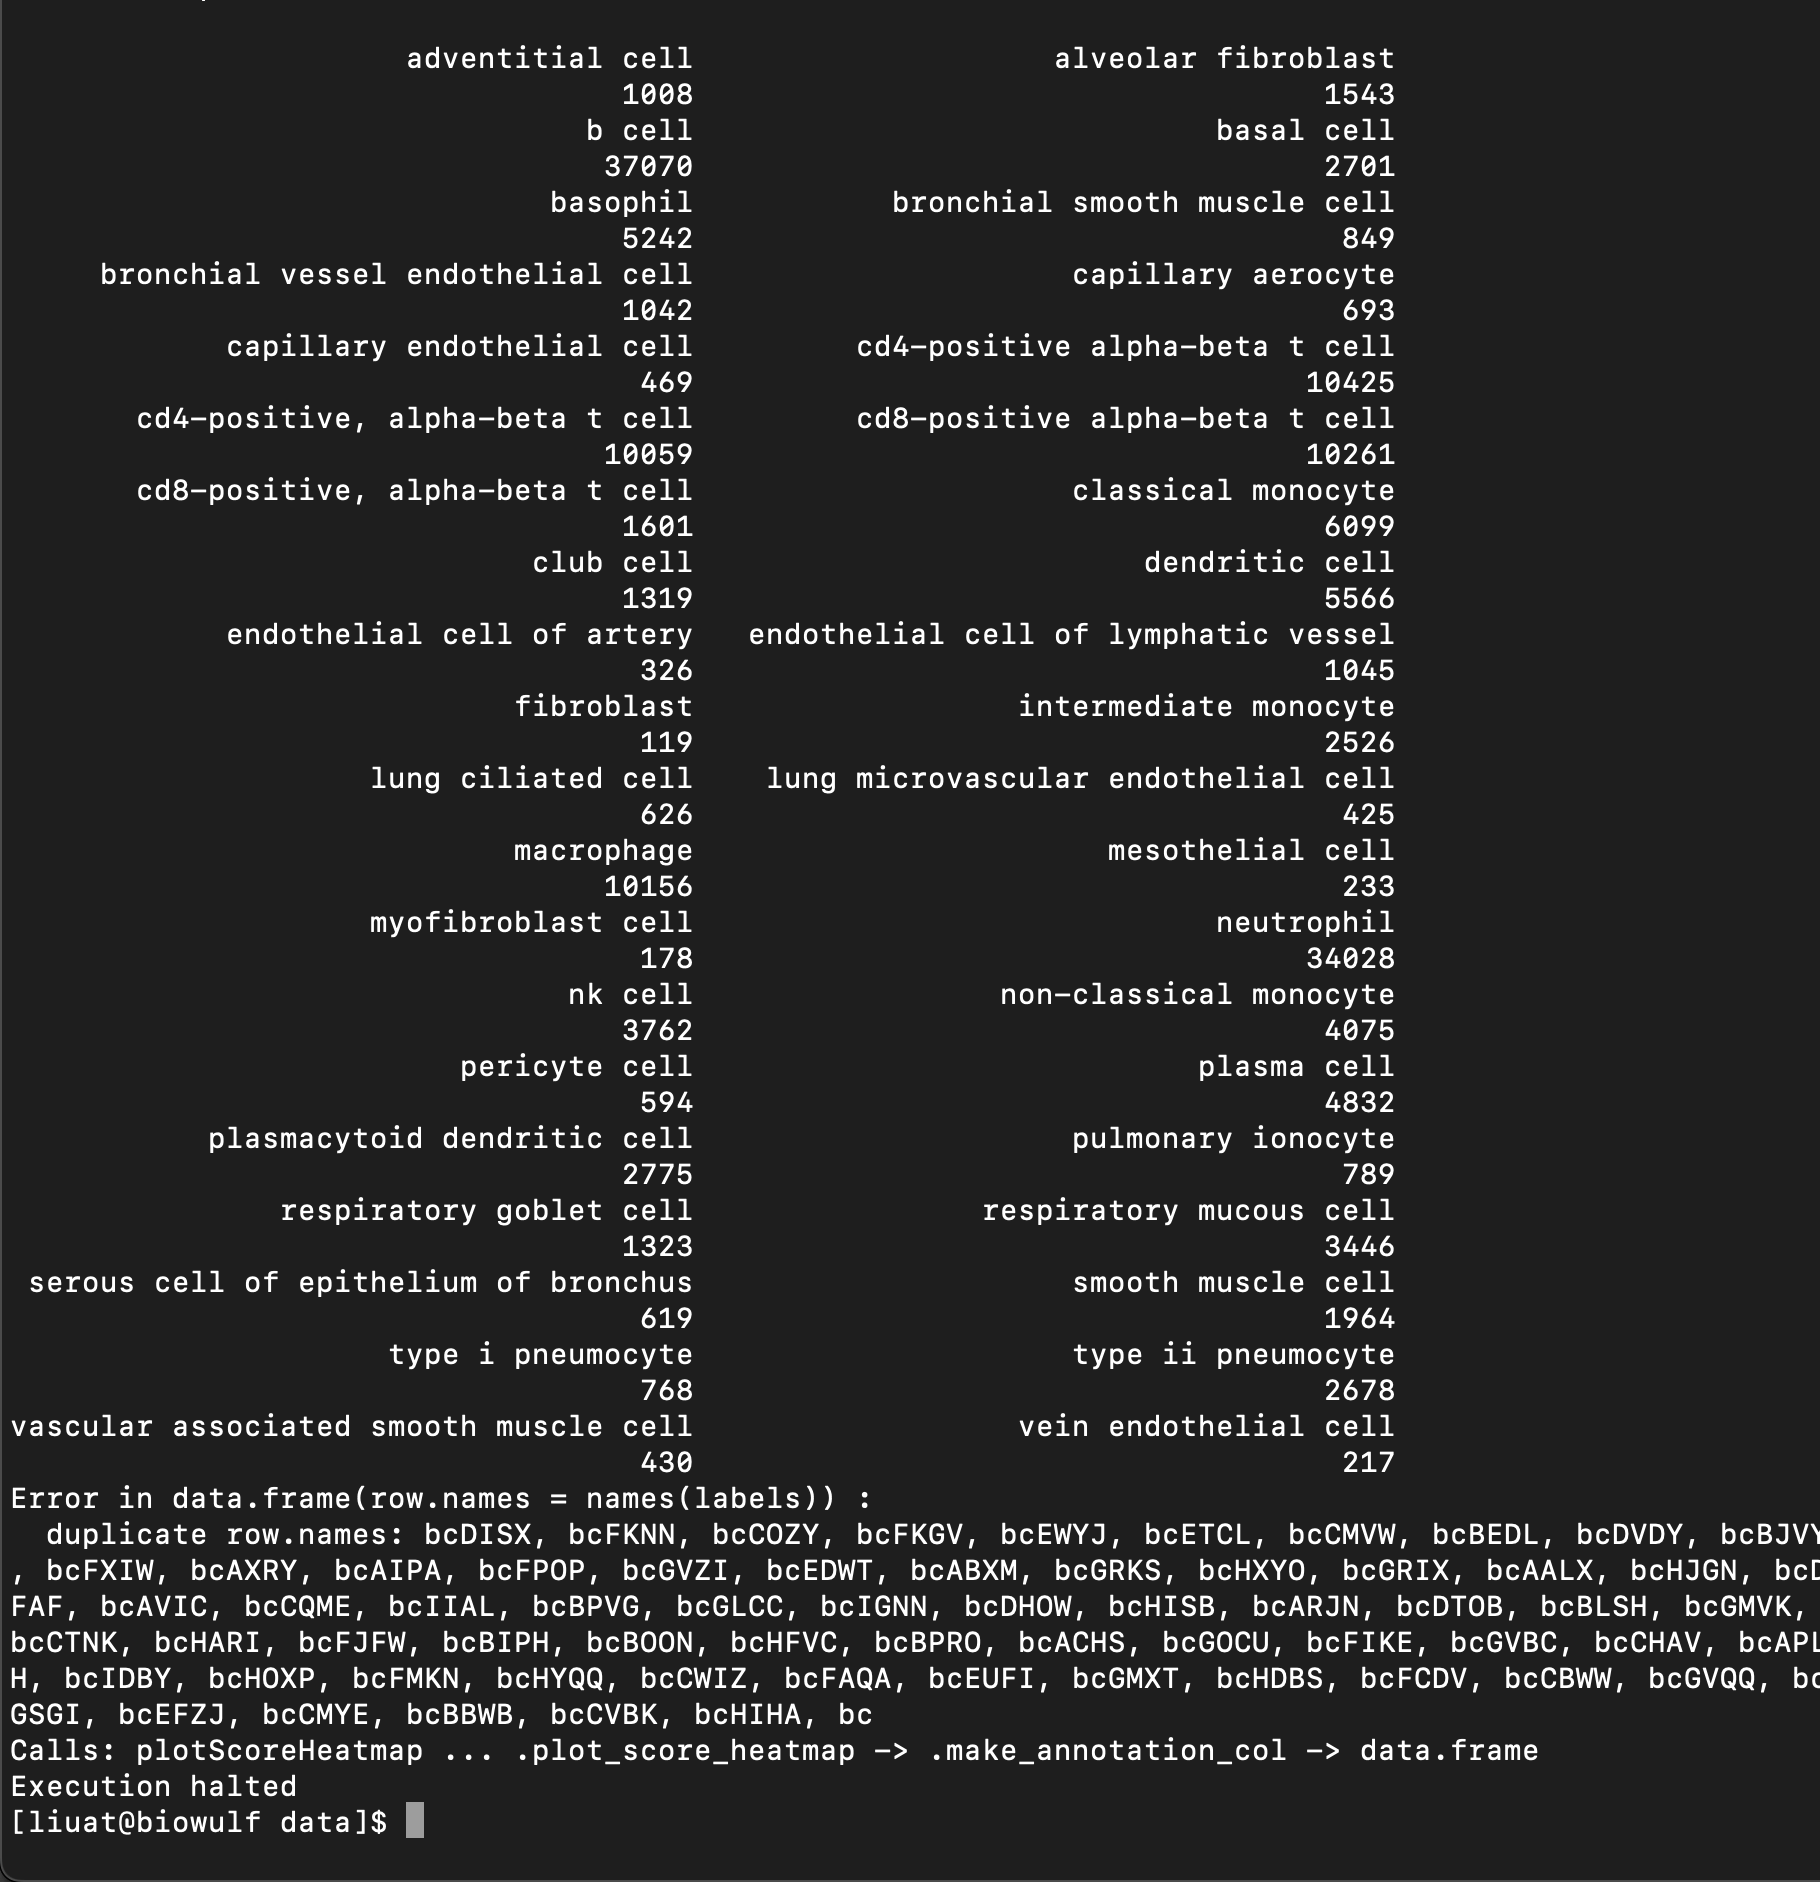 adventitial cell alveolar fibroblast
1008 1543
b cell basal cell
37070 2701
basophil bronchial smooth muscle cell
5242 849
bronchial vessel endothelial cell capillary aerocyte
1042 693
capillary endothelial cell cd4-positive alpha-beta t cell
469 10425
cd4-positive, alpha-beta t cell cd8-positive alpha-beta t cell
10059 10261
cd8-positive, alpha-beta t cell classical monocyte
1601 6099
club cell dendritic cell
1319 5566
endothelial cell of artery endothelial cell of lymphatic vessel
326 1045
fibroblast intermediate monocyte
119 2526
lung ciliated cell lung microvascular endothelial cell
626 425
macrophage mesothelial cell
10156 233
myofibroblast cell neutrophil
178 34028
nk cell non-classical monocyte
3762 4075
pericyte cell plasma cell
594 4832
plasmacytoid dendritic cell pulmonary ionocyte
2775 789
respiratory goblet cell respiratory mucous cell
1323 3446
serous cell of epithelium of bronchus smooth muscle cell
619 1964
type i pneumocyte type ii pneumocyte
768 2678
vascular associated smooth muscle cell vein endothelial cell
430 217
Error in data.frame(row.names = names(labels)) :
duplicate row.names: bcDISX, bcFKNN, bcCOZY, bcFKGV, bcEWYJ, bcETCL, bcCMVW, bcBEDL, bcDVDY, bcBJVY
, bcFXIW, bcAXRY, bcAIPA, bcFPOP, bcGVZI, bcEDWT, bcABXM, bcGRKS, bcHXYO, bcGRIX, bcAALX, bcHJGN, bcD
FAF, bcAVIC, bcCQME, bcIIAL, bcBPVG, bcGLCC, bcIGNN, bcDHOW, bcHISB, bcARJN, bcDTOB, bcBLSH, bcGMVK,
bcCTNK, bcHARI, bcFJFW, bcBIPH, bcBOON, bcHFVC, bcBPRO, bcACHS, bcGOCU, bcFIKE, bcGVBC, bcCHAV, bcAPL
H, bcIDBY, bcHOXP, bcFMKN, bcHYQQ, bcCWIZ, bcFAQA, bcEUFI, bcGMXT, bcHDBS, bcFCDV, bcCBWW, bcGVQQ, bc
GSGI, bcEFZJ, bcCMYE, bcBBWB, bcCVBK, bcHIHA, bc
Calls: plotScoreHeatmap ... .plot_score_heatmap -> .make_annotation_col -> data.frame
Execution halted
[liuat@biowulf data]$